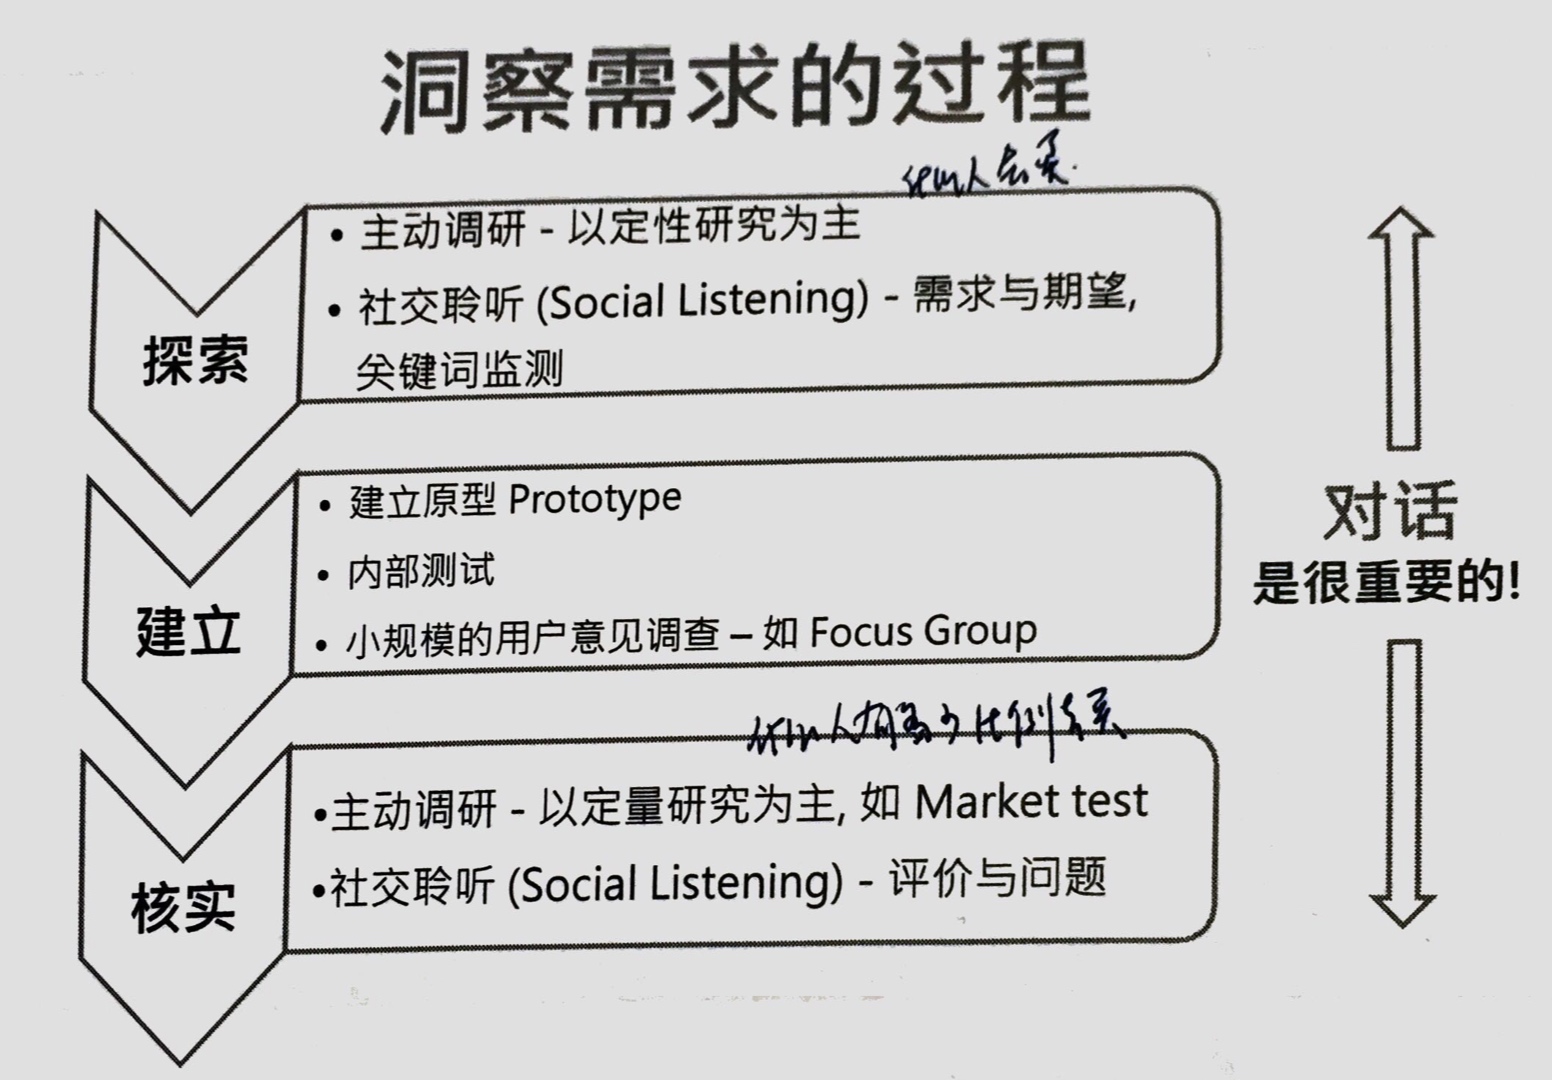 洞察需求的过程
探索
• 主动调研 - 以定性研究为主
• 社交聆听 (Social Listening) - 需求与期望,
关键词监测
建立
• 建立原型 Prototype
• 内部测试
• 小规模的用户意见调查 – 如 Focus Group
核实
•主动调研 - 以定量研究为主, 如 Market test
•社交聆听 (Social Listening) - 评价与问题
对话
是很重要的!